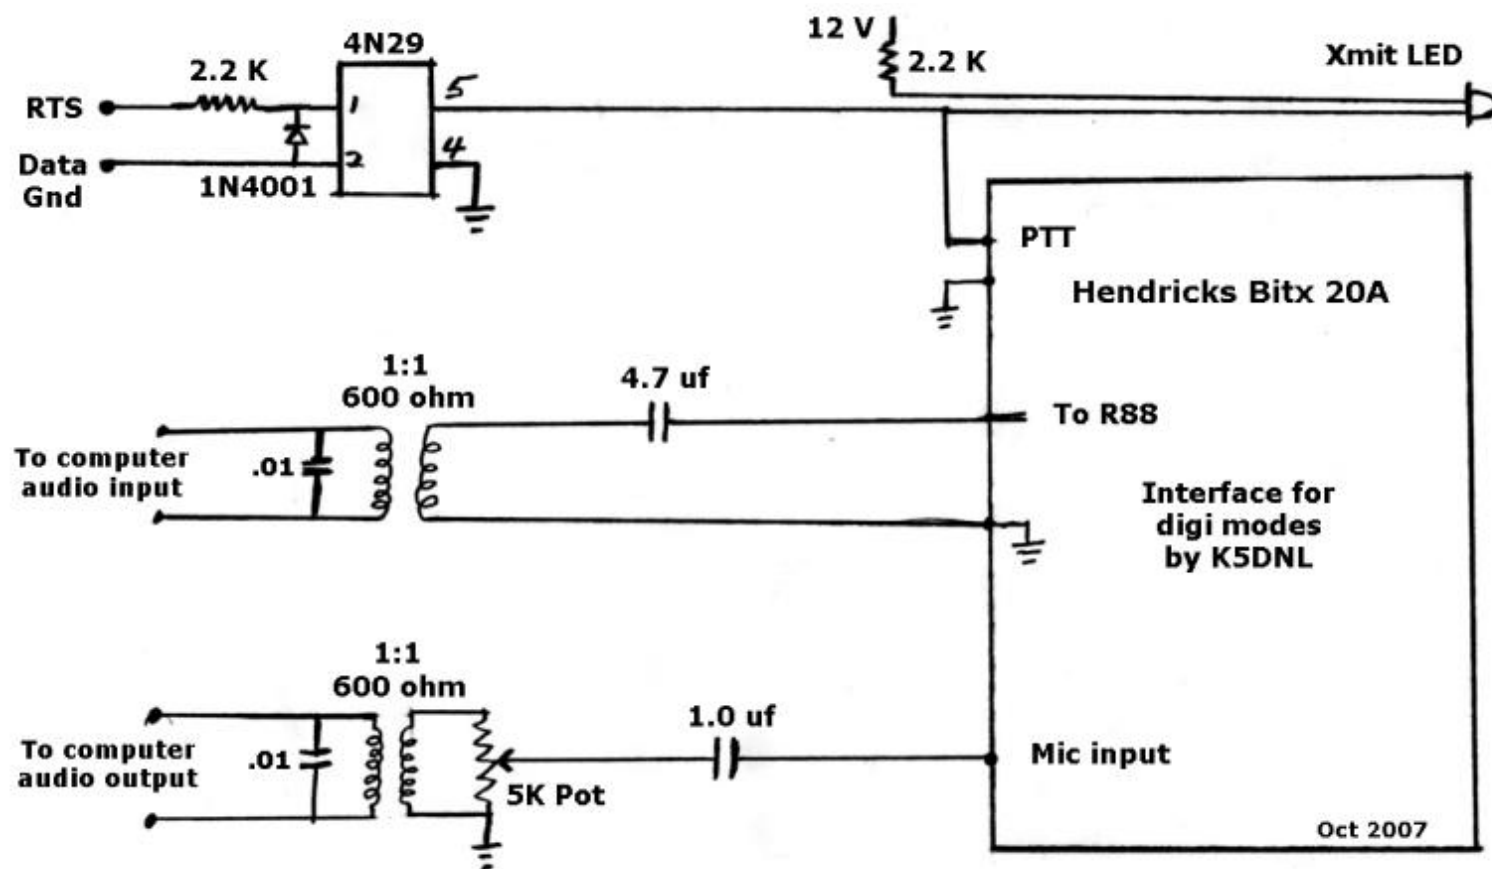 4N29
12 V
2.2 K
Xmit LED
2.2 K
RTS
1
5
Data
Gnd
2
4
1N4001
PTT
Hendricks Bitx 20A
1:1
600 ohm
4.7 uf
To R88
To computer
audio input
.01
Interface for
digi modes
by K5DNL
1:1
600 ohm
1.0 uf
To computer
audio output
.01
5K Pot
Mic input
Oct 2007